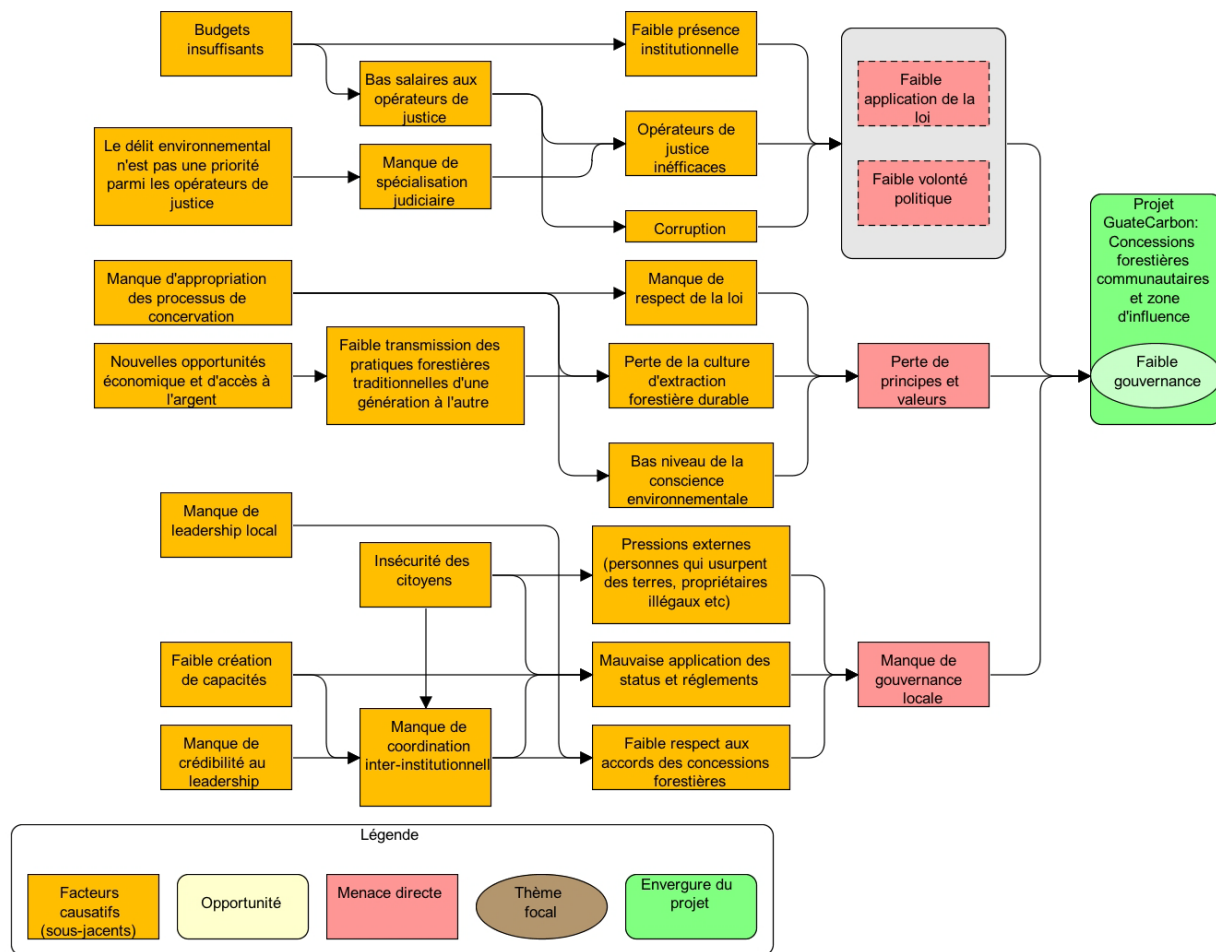 Budgets
insuffisants
Faible présence
institutionnelle
Bas salaires aux
opérateurs de
justice
Faible
application de la
loi
Le délit environnemental
n'est pas une priorité
parmi les opérateurs de
justice
Manque de
spécialisation
judiciaire
Opérateurs de
justice
inéfficaces
Faible volonté
politique
Corruption
Projet
GuateCarbon:
Concessions
forestières
communautaires
et zone
d'influence
Faible
gouvernance
Manque d'appropriation
des processus de
concervation
Manque de
respect de la loi
Nouvelles opportunités
économique et d'accès à
l'argent
Faible transmission des
pratiques forestières
traditionnelles d'une
génération à l'autre
Perte de la culture
d'extraction
forestière durable
Perte de
principes et
valeurs
Bas niveau de la
conscience
environnementale
Manque de
leadership local
Insécurité des
citoyens
Pressions externes
(personnes qui usurpent
des terres, propriétaires
illégaux etc)
Faible création
de capacités
Mauvaise application des
status et réglements
Manque de
gouvernance
locale
Manque de
crédibilité au
leadership
Manque de
coordination
inter-institutionnell
Faible respect aux
accords des concessions
forestières
Légende
Facteurs
causatifs
(sous-jacents)
Opportunité
Menace directe
Thème
focal
Envergure du
projet